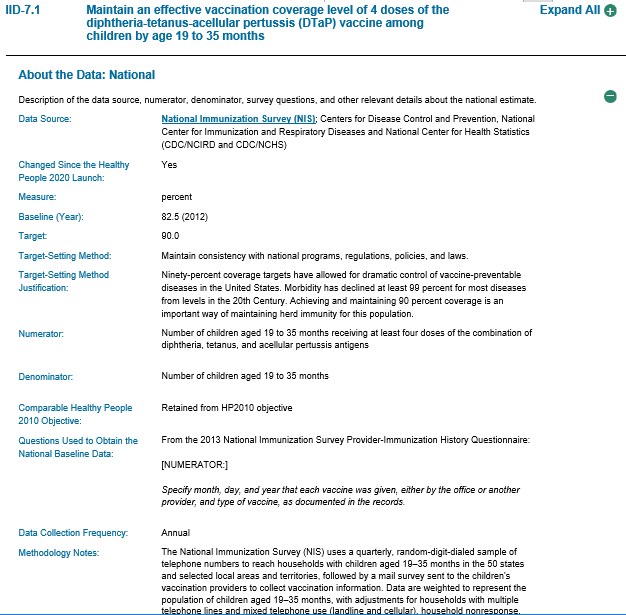 IID-7.1 Maintain an effective vaccination coverage level of 4 doses of the Expand All
diphtheria-tetanus-acellular pertussis (DTaP) vaccine among
children by age 19 to 35 months
About the Data: National
Description of the data source, numerator, denominator, survey questions, and other relevant details about the national estimate.
Data Source: National Immunization Survey (NIS); Centers for Disease Control and Prevention, National
Center for Immunization and Respiratory Diseases and National Center for Health Statistics
(CDC/NCIRD and CDC/NCHS)
Changed Since the Healthy Yes
People 2020 Launch:
Measure: percent
Baseline (Year): 82.5 (2012)
Target: 90.0
Target-Setting Method: Maintain consistency with national programs, regulations, policies, and laws.
Target-Setting Method Ninety-percent coverage targets have allowed for dramatic control of vaccine-preventable
Justification: diseases in the United States. Morbidity has declined at least 99 percent for most diseases
from levels in the 20th Century. Achieving and maintaining 90 percent coverage is an
important way of maintaining herd immunity for this population.
Numerator: Number of children aged 19 to 35 months receiving at least four doses of the combination of
diphtheria, tetanus, and acellular pertussis antigens
Denominator: Number of children aged 19 to 35 months
Comparable Healthy People Retained from HP2010 objective
2010 Objective:
Questions Used to Obtain the From the 2013 National Immunization Survey Provider-Immunization History Questionnaire:
National Baseline Data:
[NUMERATOR:]
Specify month, day, and year that each vaccine was given, either by the office or another
provider, and type of vaccine, as documented in the records.
Data Collection Frequency: Annual
Methodology Notes: The National Immunization Survey (NIS) uses a quarterly, random-digit-dialed sample of
telephone numbers to reach households with children aged 19–35 months in the 50 states
and selected local areas and territories, followed by a mail survey sent to the children's
vaccination providers to collect vaccination information. Data are weighted to represent the
population of children aged 19–35 months, with adjustments for households with multiple
telephone lines and mixed telephone use (landline and cellular), household nonresponse,